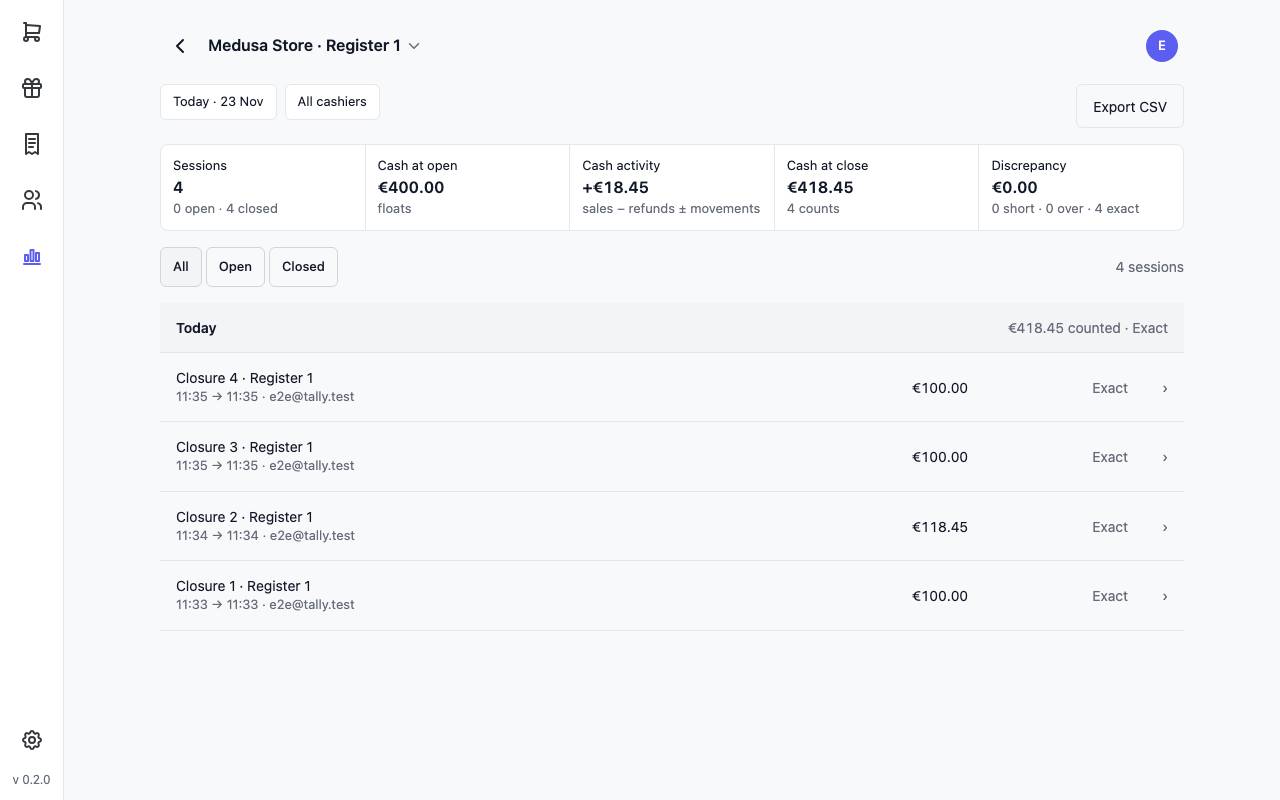 Medusa Store · Register 1
E
Today · 23 Nov
All cashiers
Export CSV
Sessions
4
0 open · 4 closed
Cash at open
€400.00
floats
Cash activity
+€18.45
sales − refunds ± movements
Cash at close
€418.45
4 counts
Discrepancy
€0.00
0 short · 0 over · 4 exact
All
Open
Closed
4 sessions
Today
€418.45 counted · Exact
Closure 4 · Register 1
11:35 → 11:35 · e2e@tally.test
€100.00
Exact
›
Closure 3 · Register 1
11:35 → 11:35 · e2e@tally.test
€100.00
Exact
›
Closure 2 · Register 1
11:34 → 11:34 · e2e@tally.test
€118.45
Exact
›
Closure 1 · Register 1
11:33 → 11:33 · e2e@tally.test
€100.00
Exact
›
v 0.2.0